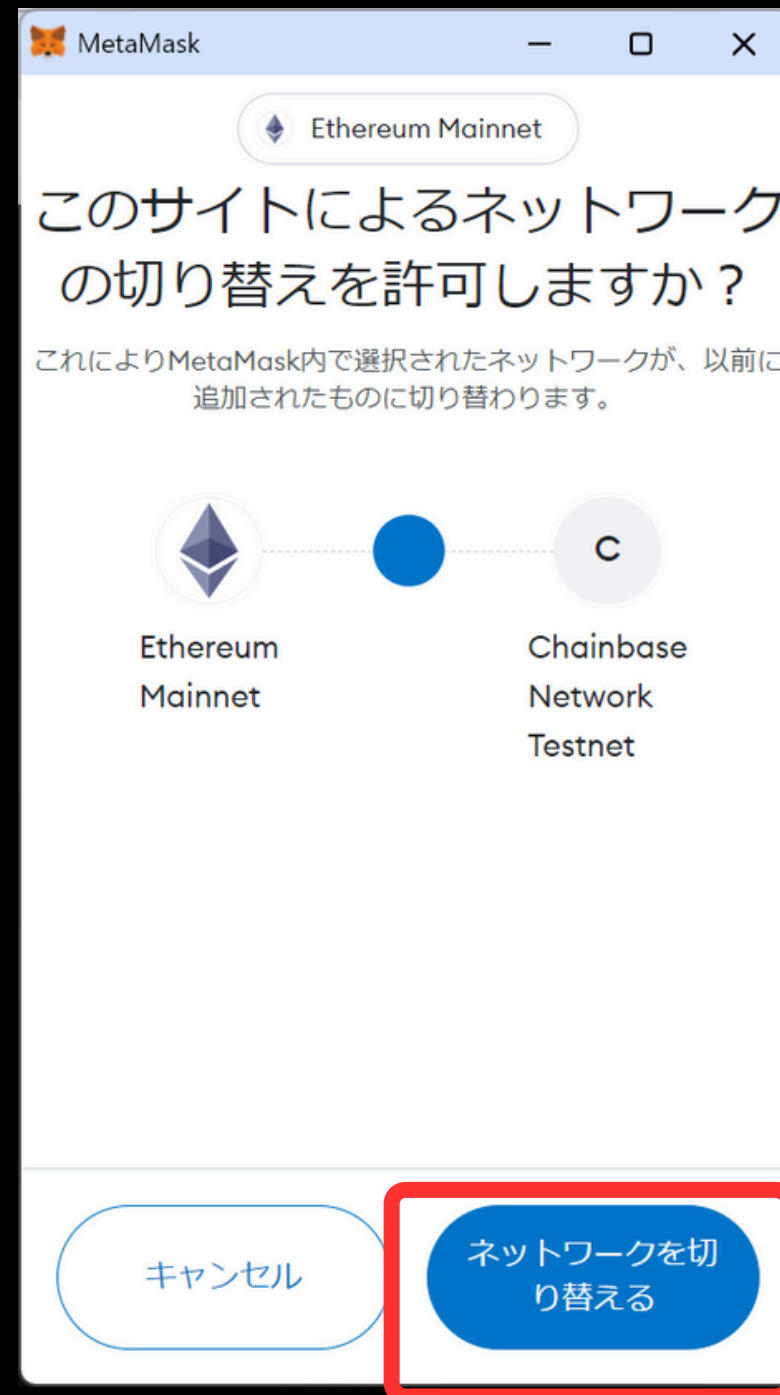 MetaMask
Ethereum Mainnet
このサイトによるネットワーク
の切り替えを許可しますか？
これによりMetaMask内で選択されたネットワークが、以前に
追加されたものに切り替わります。
C
Ethereum
Mainnet
Chainbase
Network
Testnet
キャンセル
ネットワークを切
り替える